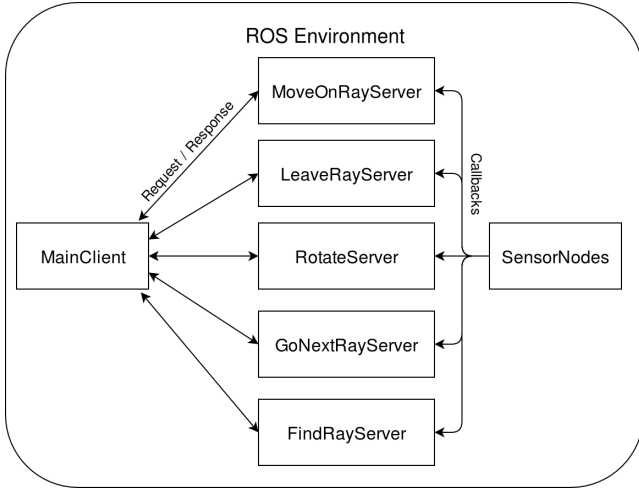 ROS Environment
MoveOnRayServer
Request / Response
LeaveRayServer
Callbacks
MainClient
RotateServer
SensorNodes
GoNextRayServer
FindRayServer